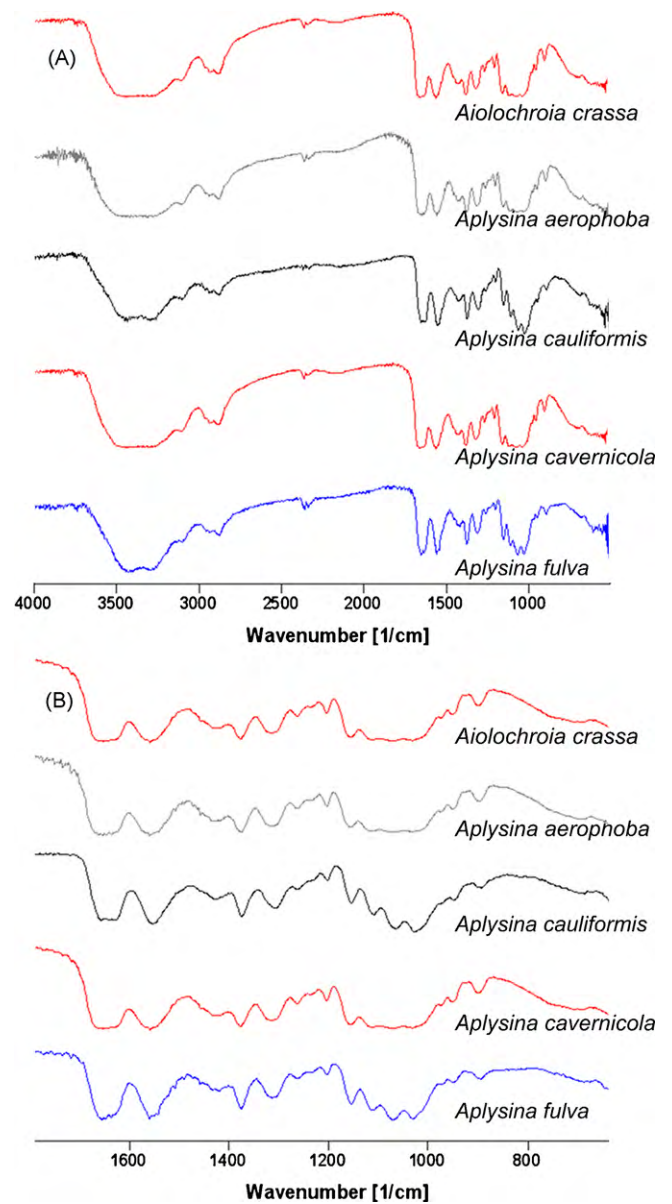 (A)
Aiolochroia crassa
Aplysina aerophoba
Aplysina cauliformis
Aplysina cavernicola
Aplysina fulva
4000 3500 3000 2500 2000 1500 1000
Wavenumber [1/cm]
(B)
Aiolochroia crassa
Aplysina aerophoba
Aplysina cauliformis
Aplysina cavernicola
Aplysina fulva
1600 1400 1200 1000 800
Wavenumber [1/cm]